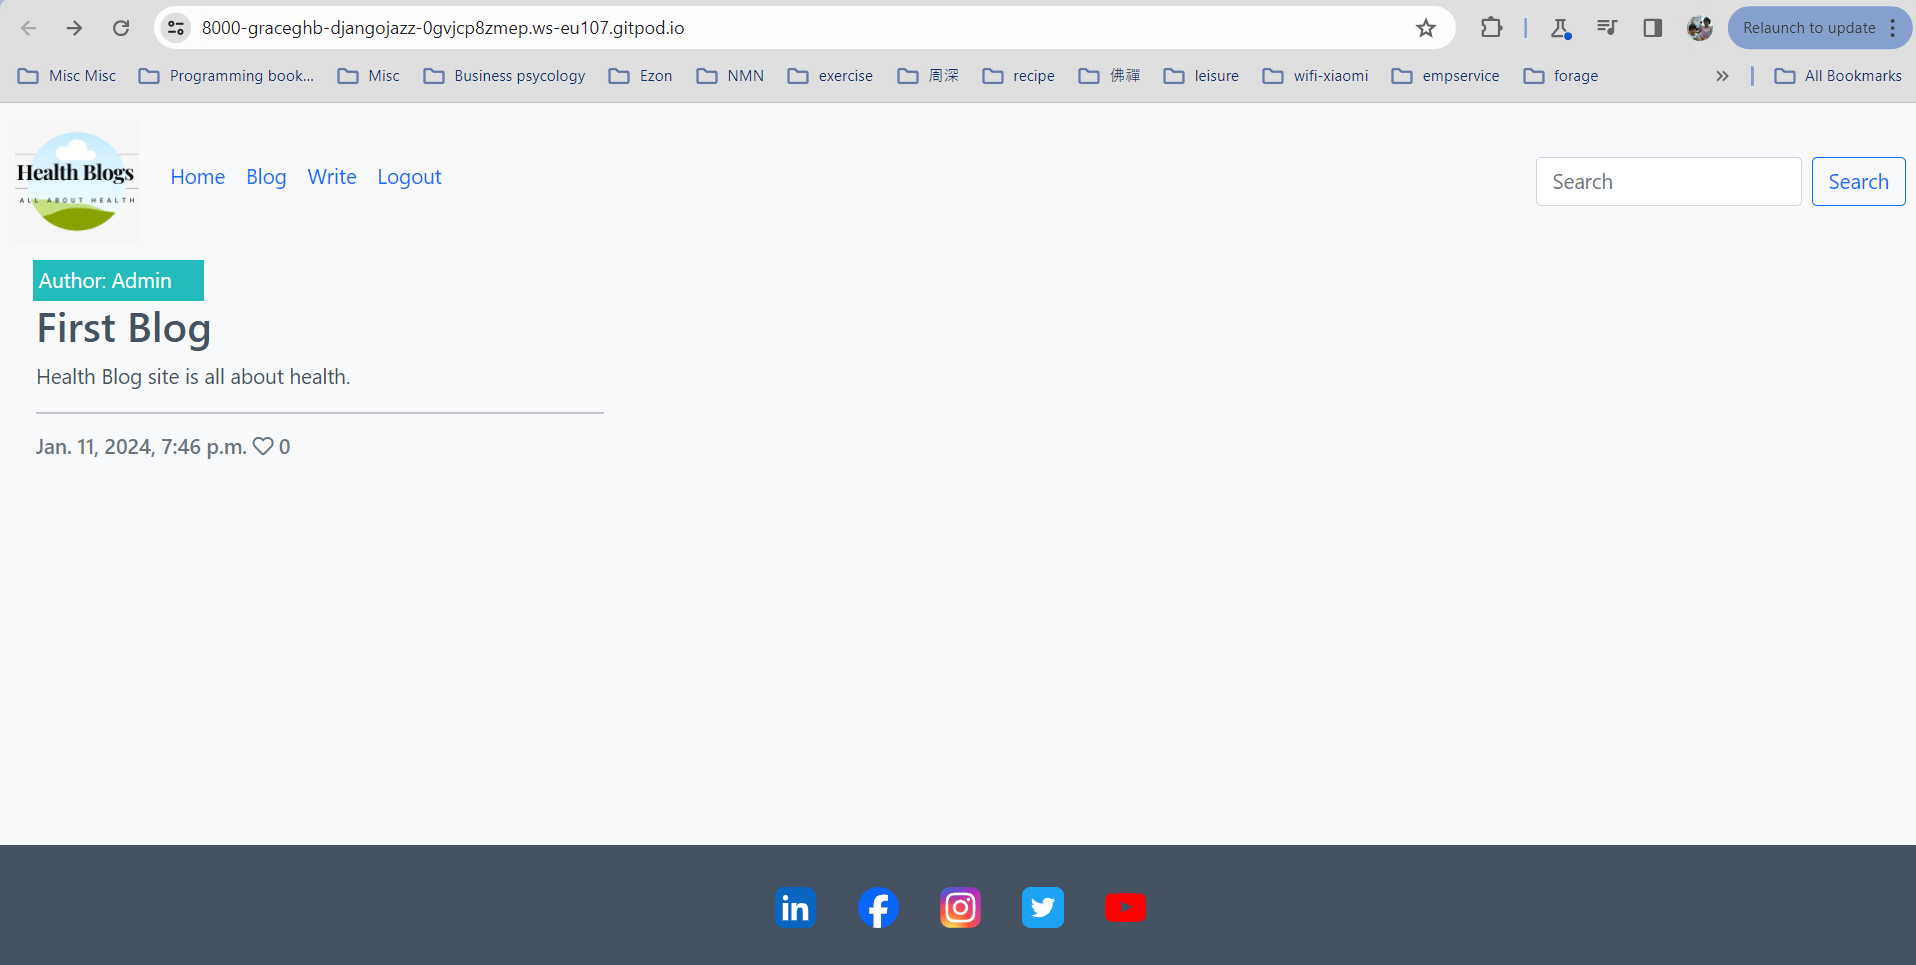 8000-graceghb-djangojazz-0gvjcp8zmep.ws-eu107.gitpod.io
Relaunch to update
Misc Misc
Programming book...
Misc
Business psycology
Ezon
NMN
exercise
周深
recipe
佛禪
leisure
wifi-xiaomi
empservice
forage
»
All Bookmarks
Health Blogs
ALL ABOUT HEALTH
Home Blog Write Logout
Search
Search
Author: Admin
First Blog
Health Blog site is all about health.
Jan. 11, 2024, 7:46 p.m. 0
in
f